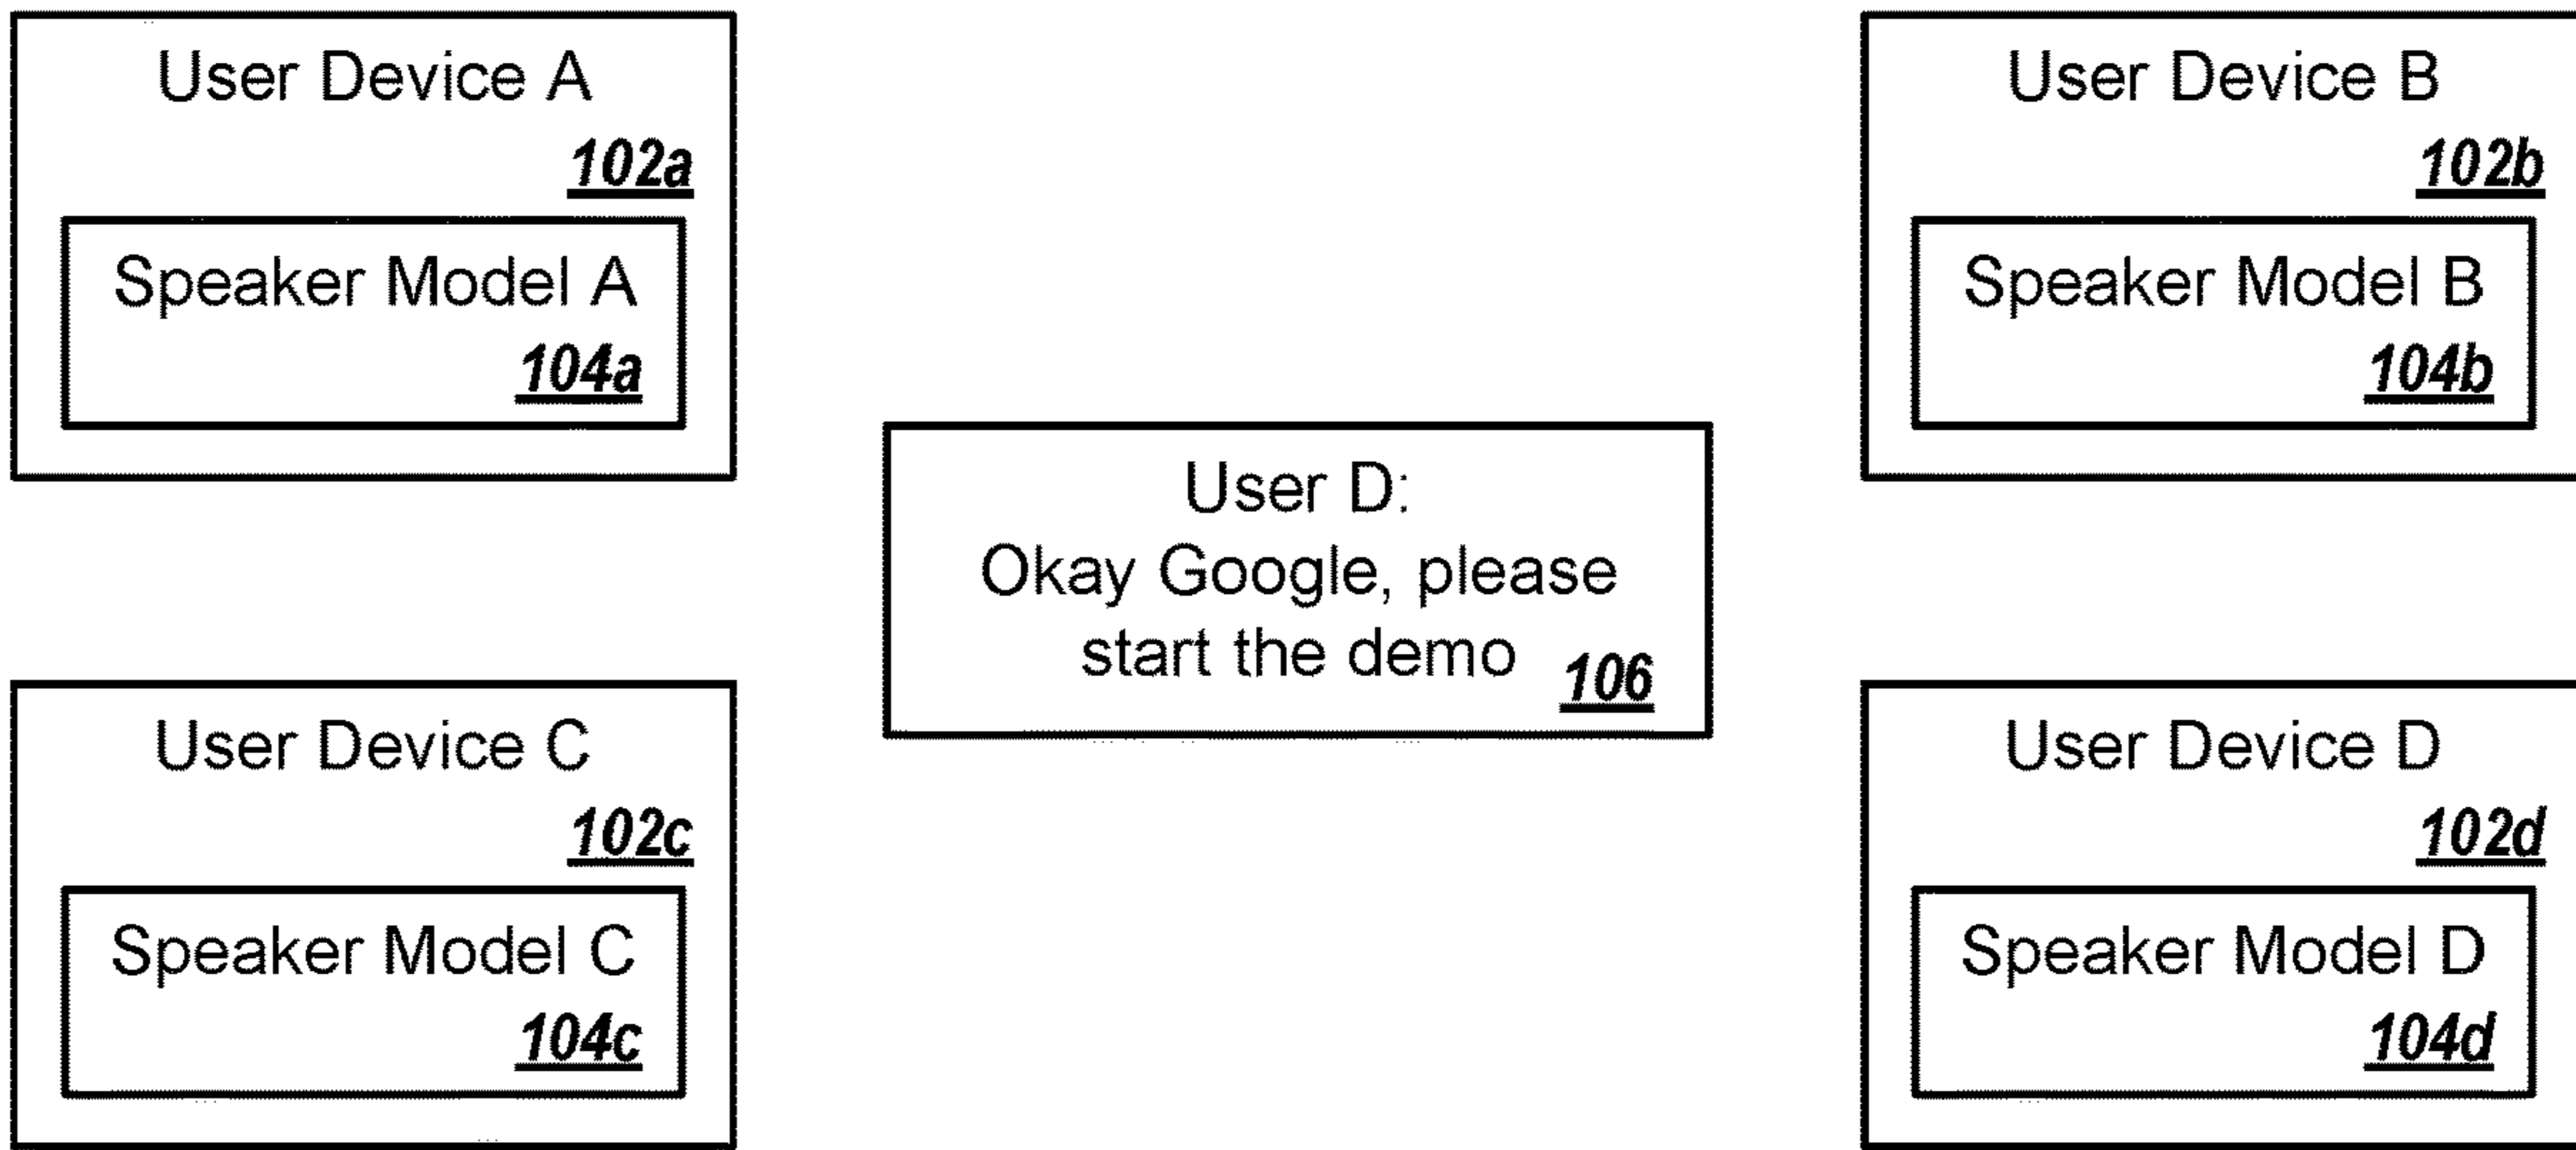 User Device A
102a
Speaker Model A
104a
User Device B
102b
Speaker Model B
104b
User D:
Okay Google, please
start the demo
106
User Device C
102c
Speaker Model C
104c
User Device D
102d
Speaker Model D
104d